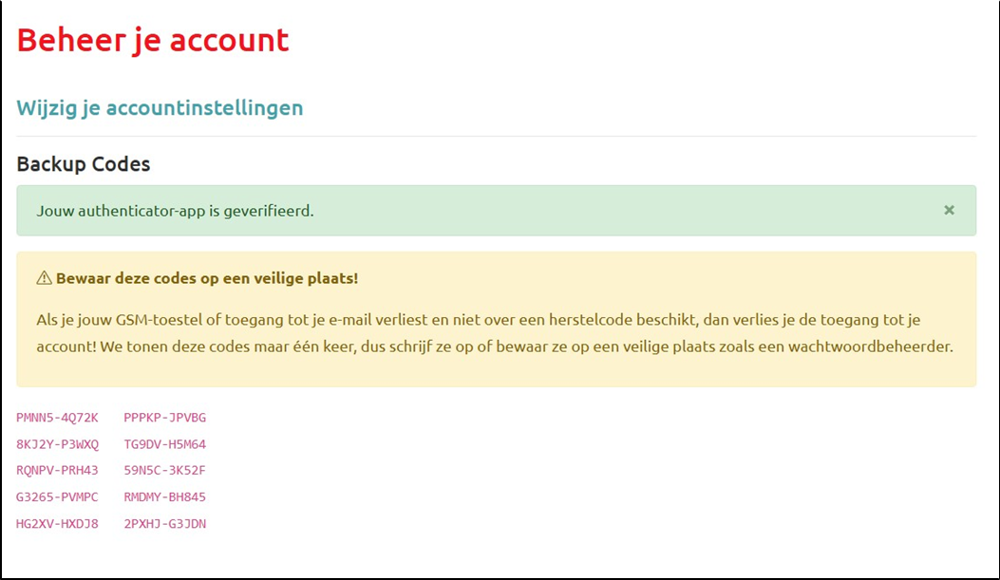 Beheer je account
Wijzig je accountinstellingen
Backup Codes
Jouw authenticator-app is geverifieerd. ×
⚠ Bewaar deze codes op een veilige plaats!
Als je jouw GSM-toestel of toegang tot je e-mail verliest en niet over een herstelcode beschikt, dan verlies je de toegang tot je
account! We tonen deze codes maar één keer, dus schrijf ze op of bewaar ze op een veilige plaats zoals een wachtwoordbeheerder.
PMNN5-4Q72K PPPKP-JPVBG
8KJ2Y-P3WXQ TG9DV-H5M64
RQNPV-PRH43 59N5C-3K52F
G3265-PVMPC RMDMY-BH845
HG2XV-HXDJ8 2PXHJ-G3JDN